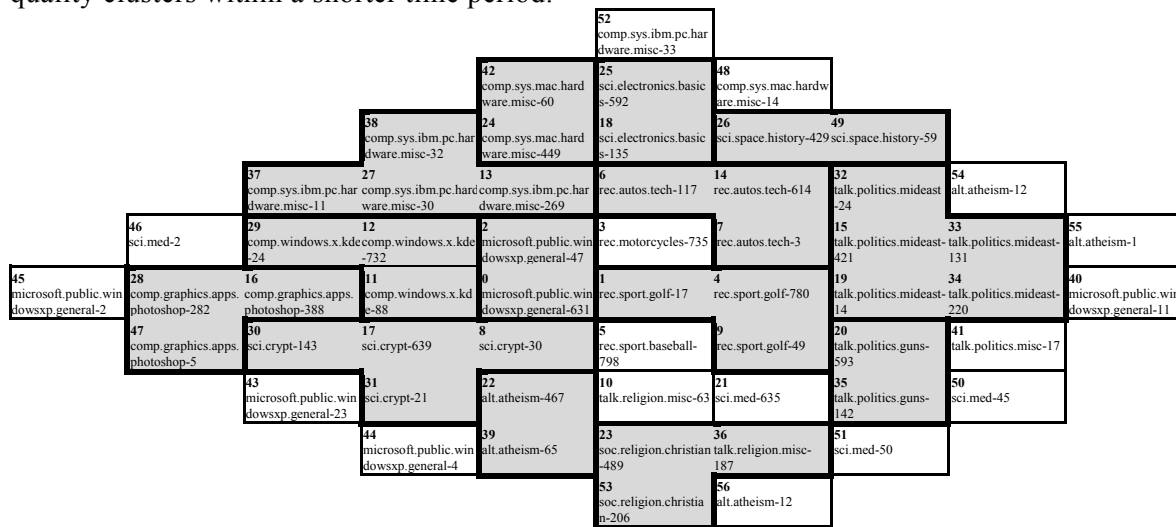 quality clusters within a shorter time period.
52
comp.sys.ibm.pc.har
dware.misc-33
42
comp.sys.mac.hard
ware.misc-60
25
sci.electronics.basic
s-592
48
comp.sys.mac.hardw
are.misc-14
38
comp.sys.ibm.pc.har
dware.misc-32
24
comp.sys.mac.hard
ware.misc-449
18
sci.electronics.basic
s-135
26
sci.space.history-429
49
sci.space.history-59
37
comp.sys.ibm.pc.har
dware.misc-11
27
comp.sys.ibm.pc.har
dware.misc-30
13
comp.sys.ibm.pc.har
dware.misc-269
6
rec.autos.tech-117
14
rec.autos.tech-614
32
talk.politics.mideast
-24
54
alt.atheism-12
46
sci.med-2
29
comp.windows.x.kde
-24
12
comp.windows.x.kde
-732
2
microsoft.public.win
dowsxp.general-47
3
rec.motorcycles-735
7
rec.autos.tech-3
15
talk.politics.mideast-
421
33
talk.politics.mideast-
131
55
alt.atheism-1
45
microsoft.public.win
dowsxp.general-2
28
comp.graphics.apps.
photoshop-282
16
comp.graphics.apps.
photoshop-388
11
comp.windows.x.kd
e-88
0
microsoft.public.win
dowsxp.general-631
1
rec.sport.golf-17
4
rec.sport.golf-780
19
talk.politics.mideast-
14
34
talk.politics.mideast-
220
40
microsoft.public.win
dowsxp.general-11
47
comp.graphics.apps.
photoshop-5
30
sci.crypt-143
17
sci.crypt-639
8
sci.crypt-30
5
rec.sport.baseball-
798
9
rec.sport.golf-49
20
talk.politics.guns-
593
41
talk.politics.misc-17
43
microsoft.public.win
dowsxp.general-23
31
sci.crypt-21
22
alt.atheism-467
10
talk.religion.misc-63
21
sci.med-635
35
talk.politics.guns-
142
50
sci.med-45
44
microsoft.public.win
dowsxp.general-4
39
alt.atheism-65
23
soc.religion.christian
-489
36
talk.religion.misc-
187
51
sci.med-50
53
soc.religion.christia
n-206
56
alt.atheism-12